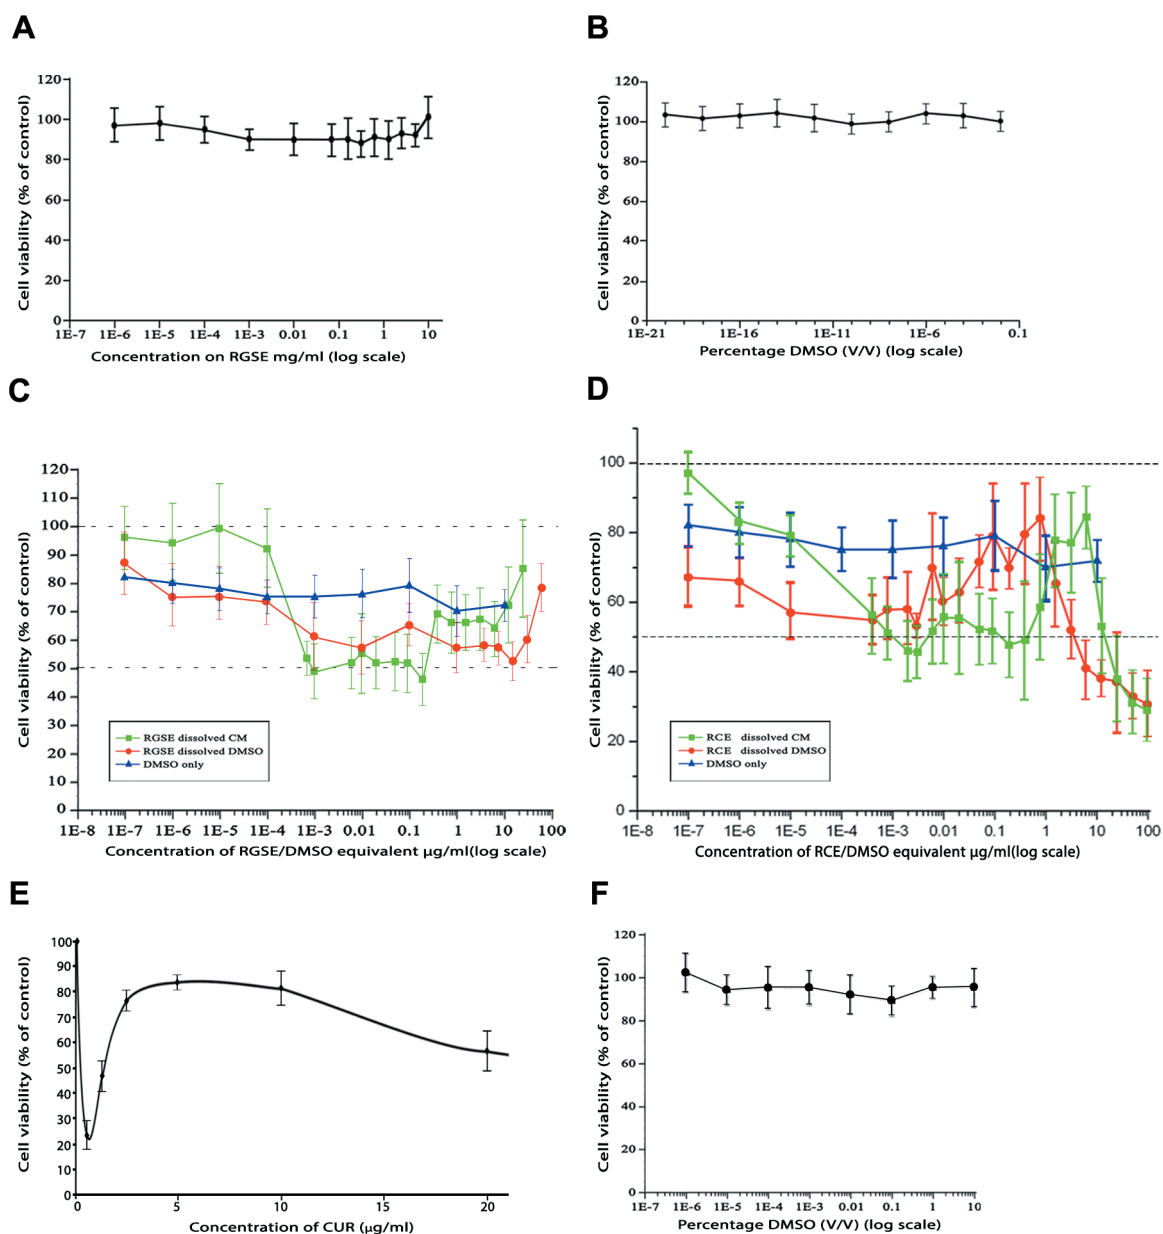 A
Cell viability (% of control)
120
100
80
60
40
20
0
1E-7 1E-6 1E-5 1E-4 1E-3 0.01 0.1 1 10
Concentration on RGSE mg/ml (log scale)
B
Cell viability (% of control)
120
100
80
60
40
20
0
1E-21 1E-16 1E-11 1E-6 0.1
Percentage DMSO (V/V) (log scale)
C
Cell viability (% of control)
120
110
100
90
80
70
60
50
40
30
20
10
0
RGSE dissolved CM
RGSE dissolved DMSO
DMSO only
1E-8 1E-7 1E-6 1E-5 1E-4 1E-3 0.01 0.1 1 10 100
Concentration of RGSE/DMSO equivalent µg/ml(log scale)
D
Cell viability (% of control)
100
80
60
40
20
0
RCE dissolved CM
RCE dissolved DMSO
DMSO only
1E-8 1E-7 1E-6 1E-5 1E-4 1E-3 0.01 0.1 1 10 100
Concentration of RCE/DMSO equivalent µg/ml(log scale)
E
Cell viability (% of control)
100
90
80
70
60
50
40
30
20
10
0
0 5 10 15 20
Concentration of CUR (µg/ml)
F
Cell viability (% of control)
120
100
80
60
40
20
0
1E-7 1E-6 1E-5 1E-4 1E-3 0.01 0.1 1 10
Percentage DMSO (V/V) (log scale)